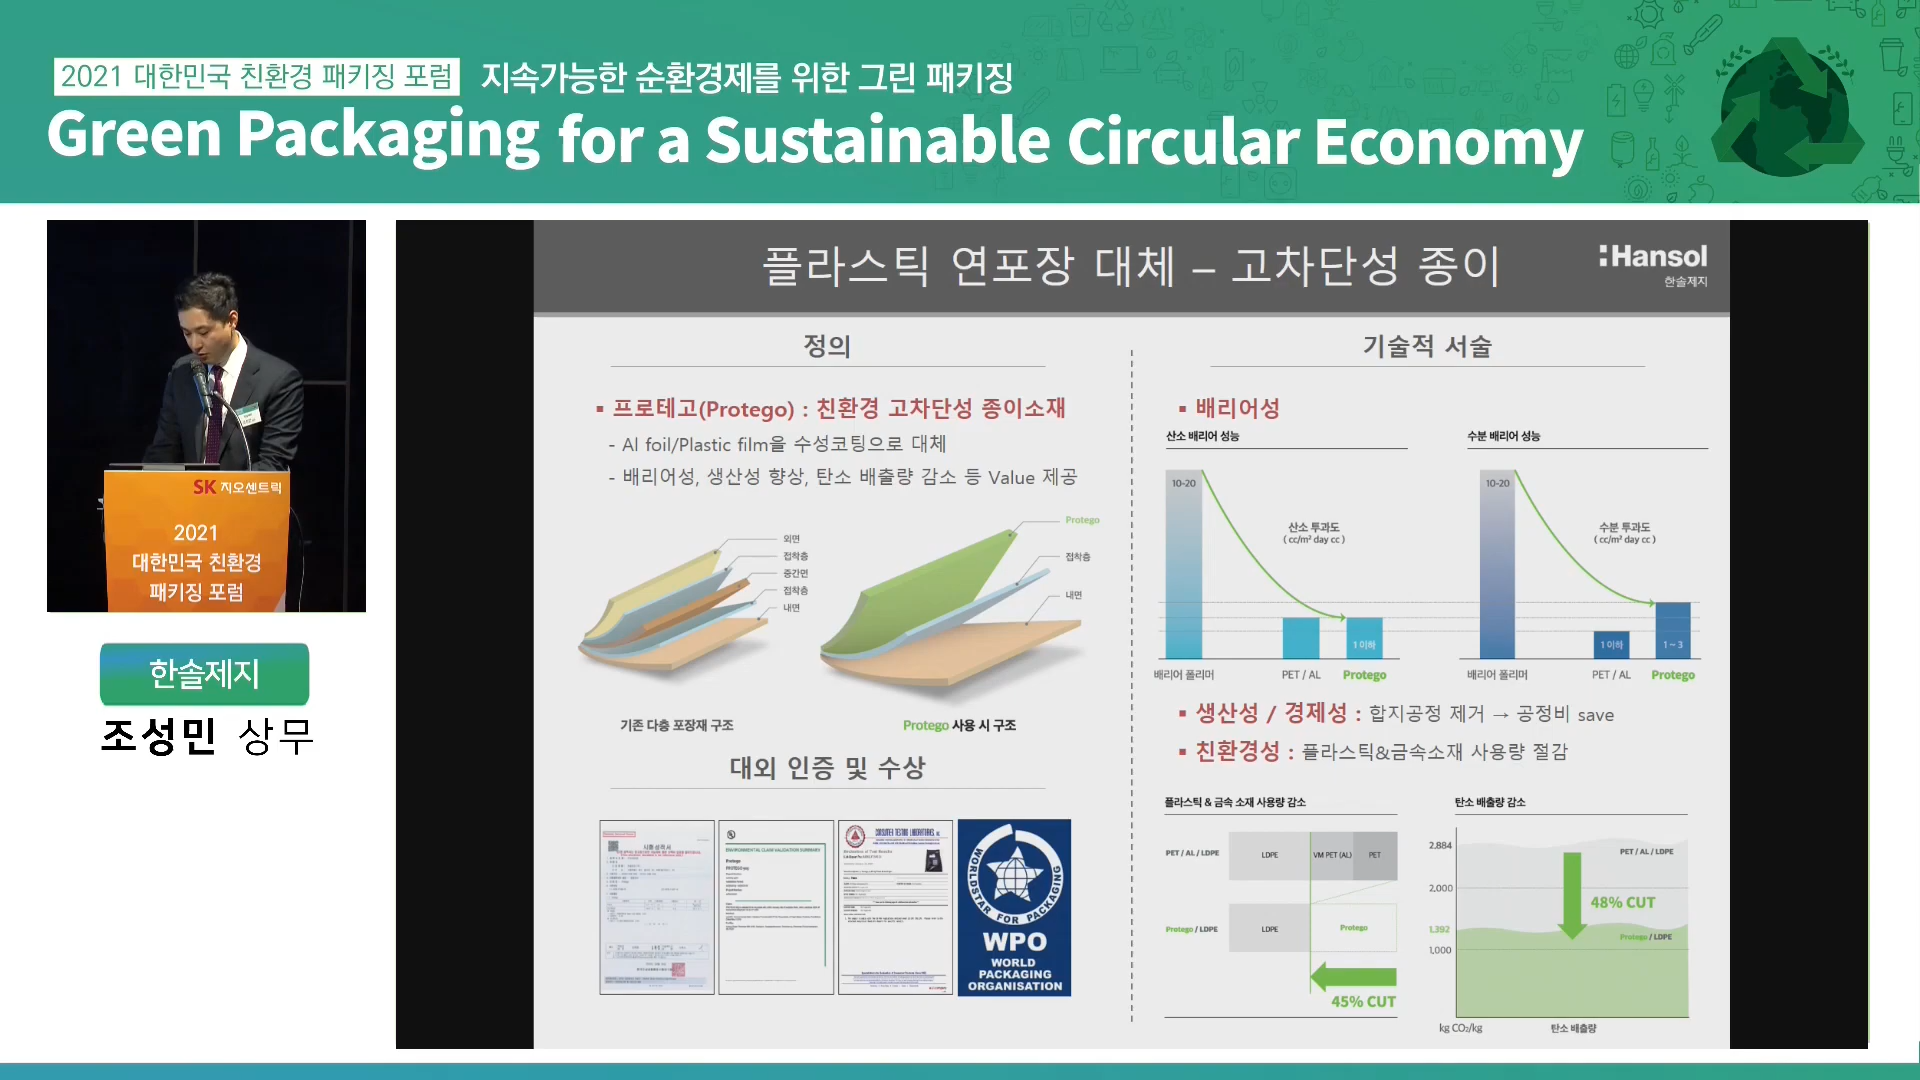 2021 대한민국 친환경 패키징 포럼 지속가능한 순환경제를 위한 그린 패키징
Green Packaging for a Sustainable Circular Economy
SK 지오센트릭
2021
대한민국 친환경
패키징 포럼
한솔제지
조성민 상무
플라스틱 연포장 대체 – 고차단성 종이
Hansol
한솔제지
정의
▪ 프로테고(Protego) : 친환경 고차단성 종이소재
- Al foil/Plastic film을 수성코팅으로 대체
- 배리어성, 생산성 향상, 탄소 배출량 감소 등 Value 제공
외면
접착층
중간면
접착층
내면
기존 다층 포장재 구조
Protego
접착층
내면
Protego 사용 시 구조
대외 인증 및 수상
시험성적서
ENVIRONMENTAL CLAIM VALIDATION SUMMARY
Protego
CONSUMER TESTING LABORATORIES, INC
WORLDSTAR FOR PACKAGING
WPO
WORLD
PACKAGING
ORGANISATION
기술적 서술
▪ 배리어성
산소 배리어 성능
10-20
산소 투과도
( cc/m² day cc )
1 이하
배리어 폴리머 PET / AL Protego
수분 배리어 성능
10-20
수분 투과도
( cc/m² day cc )
1 이하
1 ~ 3
배리어 폴리머 PET / AL Protego
▪ 생산성 / 경제성 : 합지공정 제거 → 공정비 save
▪ 친환경성 : 플라스틱&금속소재 사용량 절감
플라스틱 & 금속 소재 사용량 감소
PET / AL / LDPE LDPE VM PET (AL) PET
Protego / LDPE LDPE Protego
45% CUT
탄소 배출량 감소
2,884
PET / AL / LDPE
2,000
48% CUT
1,392
Protego / LDPE
1,000
kg CO₂/kg 탄소 배출량